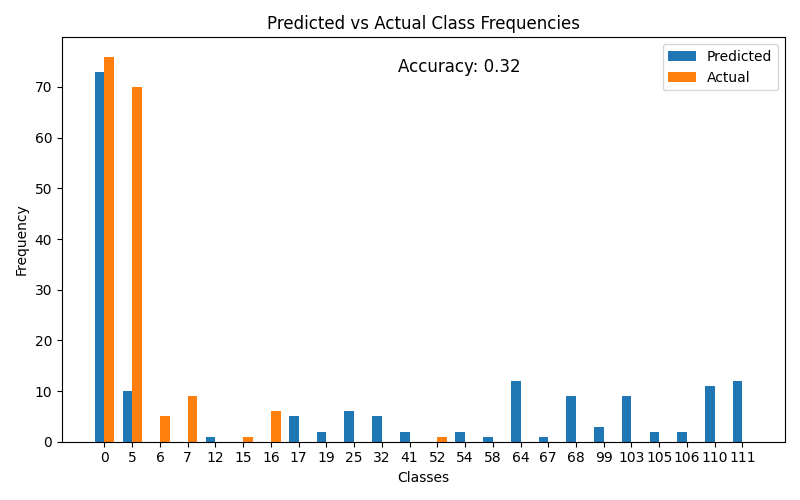 Predicted vs Actual Class Frequencies
Accuracy: 0.32
Predicted
Actual
Frequency
70
60
50
40
30
20
10
0
0 5 6 7 12 15 16 17 19 25 32 41 52 54 58 64 67 68 99 103 105 106 110 111
Classes